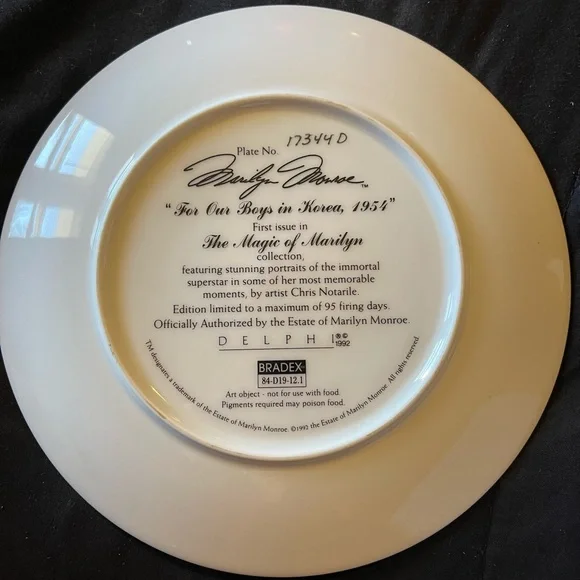 Plate No. 17344D
Marilyn Monroe™
"For Our Boys in Korea, 1954"
First issue in
The Magic of Marilyn
collection,
featuring stunning portraits of the immortal
superstar in some of her most memorable
moments, by artist Chris Notarile.
Edition limited to a maximum of 95 firing days.
Officially Authorized by the Estate of Marilyn Monroe.
DELPHI®© 1992
BRADEX
84-D19-12.1
Art object - not for use with food.
Pigments required may poison food.
TM designates a trademark of the Estate of Marilyn Monroe. ©1992 the Estate of Marilyn Monroe. All rights reserved